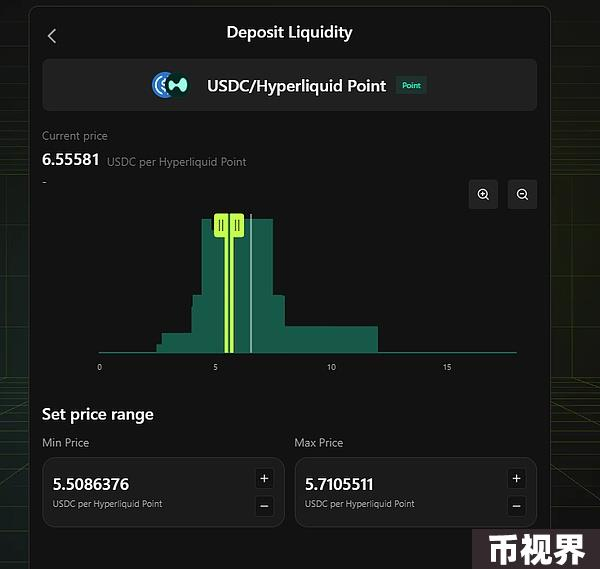 Deposit Liquidity
USDC/Hyperliquid Point Point
Current price
6.55581 USDC per Hyperliquid Point
-
0 5 10 15
Set price range
Min Price Max Price
5.5086376 + 5.7105511 +
USDC per Hyperliquid Point − USDC per Hyperliquid Point −
币视界